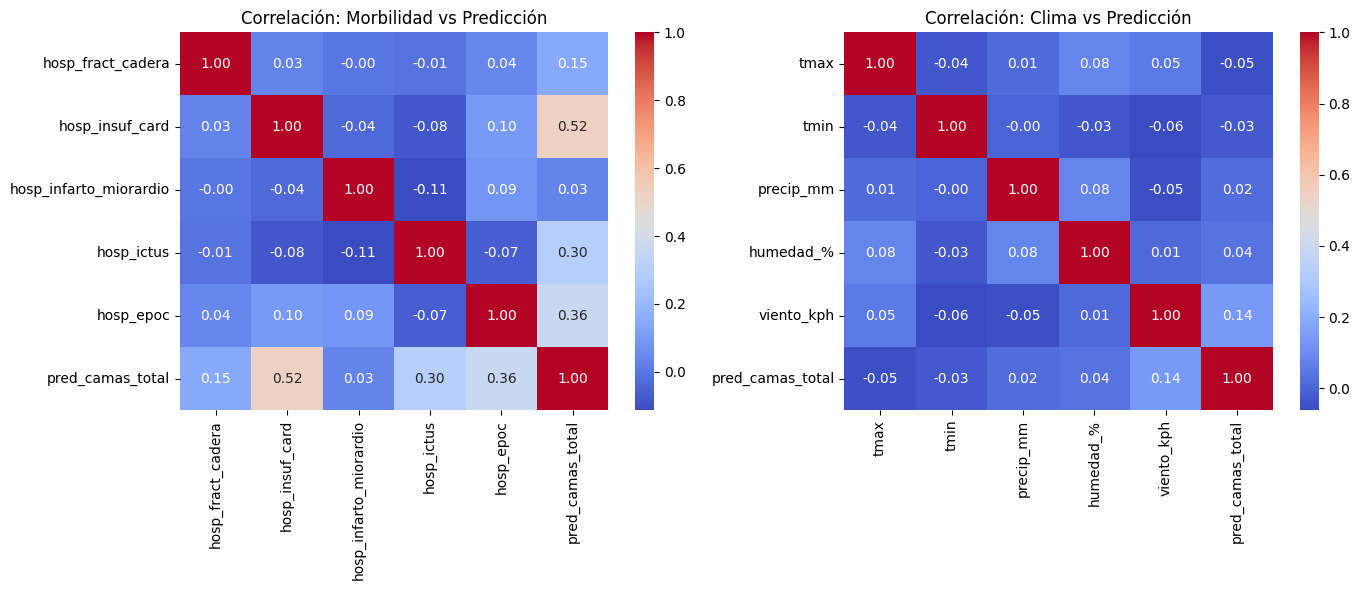 Correlación: Morbilidad vs Predicción
hosp_fract_cadera 1.00 0.03 -0.00 -0.01 0.04 0.15
hosp_insuf_card 0.03 1.00 -0.04 -0.08 0.10 0.52
hosp_infarto_miorardio -0.00 -0.04 1.00 -0.11 0.09 0.03
hosp_ictus -0.01 -0.08 -0.11 1.00 -0.07 0.30
hosp_epoc 0.04 0.10 0.09 -0.07 1.00 0.36
pred_camas_total 0.15 0.52 0.03 0.30 0.36 1.00
hosp_fract_cadera
hosp_insuf_card
hosp_infarto_miorardio
hosp_ictus
hosp_epoc
pred_camas_total
1.0
0.8
0.6
0.4
0.2
0.0
Correlación: Clima vs Predicción
tmax 1.00 -0.04 0.01 0.08 0.05 -0.05
tmin -0.04 1.00 -0.00 -0.03 -0.06 -0.03
precip_mm 0.01 -0.00 1.00 0.08 -0.05 0.02
humedad_% 0.08 -0.03 0.08 1.00 0.01 0.04
viento_kph 0.05 -0.06 -0.05 0.01 1.00 0.14
pred_camas_total -0.05 -0.03 0.02 0.04 0.14 1.00
tmax
tmin
precip_mm
humedad_%
viento_kph
pred_camas_total
1.0
0.8
0.6
0.4
0.2
0.0